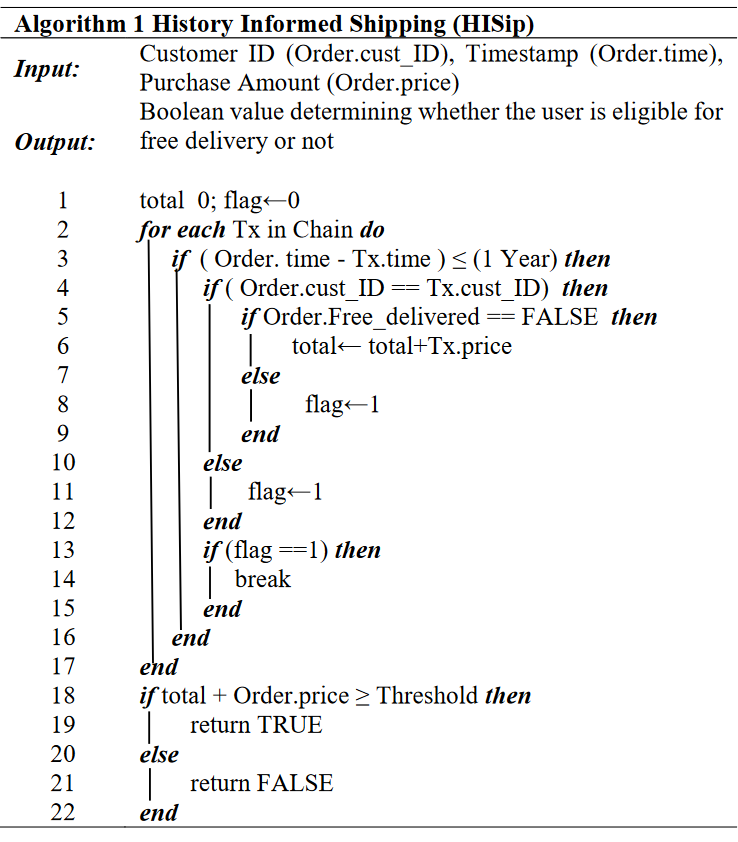 Algorithm 1 History Informed Shipping (HISip)
Input: Customer ID (Order.cust_ID), Timestamp (Order.time),
Purchase Amount (Order.price)
Boolean value determining whether the user is eligible for
Output: free delivery or not
1 total 0; flag←0
2 for each Tx in Chain do
3 if ( Order. time - Tx.time ) ≤ (1 Year) then
4 if ( Order.cust_ID == Tx.cust_ID) then
5 if Order.Free_delivered == FALSE then
6 total← total+Tx.price
7 else
8 flag←1
9 end
10 else
11 flag←1
12 end
13 if (flag ==1) then
14 break
15 end
16 end
17 end
18 if total + Order.price ≥ Threshold then
19 return TRUE
20 else
21 return FALSE
22 end